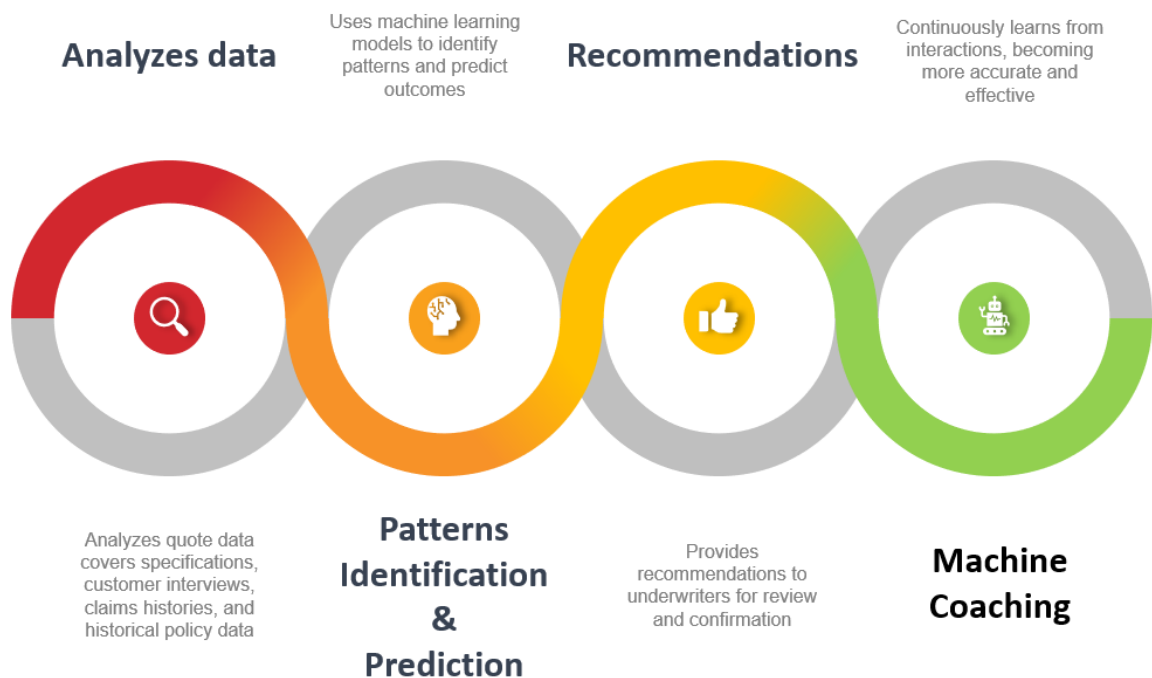 Analyzes data
Uses machine learning
models to identify
patterns and predict
outcomes
Recommendations
Continuously learns from
interactions, becoming
more accurate and
effective
Analyzes quote data
covers specifications,
customer interviews,
claims histories, and
historical policy data
Patterns
Identification
&
Prediction
Provides
recommendations to
underwriters for review
and confirmation
Machine
Coaching